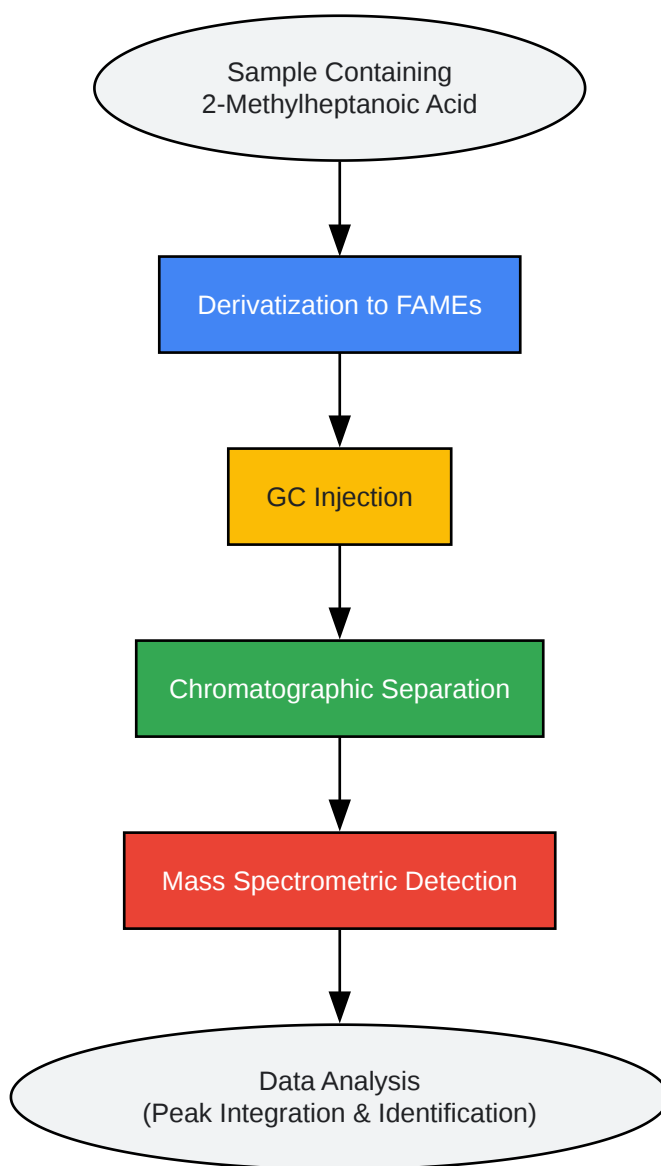 Sample Containing
2-Methylheptanoic Acid
Derivatization to FAMEs
GC Injection
Chromatographic Separation
Mass Spectrometric Detection
Data Analysis
(Peak Integration & Identification)